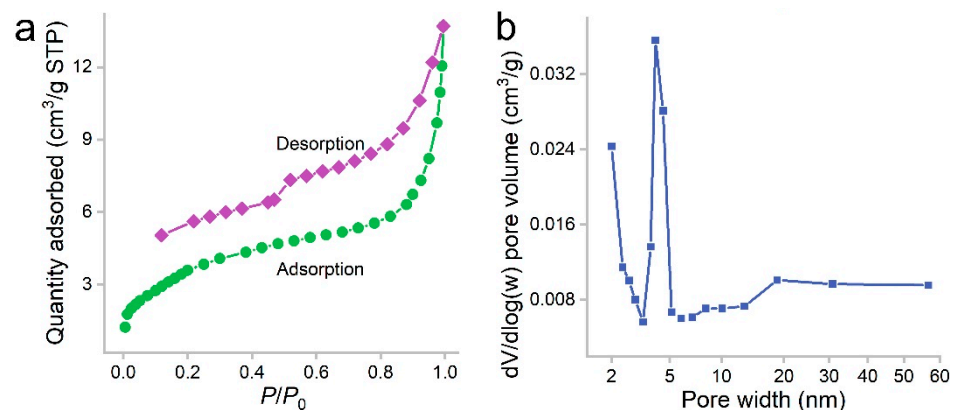 a
Quantity adsorbed (cm³/g STP)
12
9
6
3
Desorption
Adsorption
0.0 0.2 0.4 0.6 0.8 1.0
P/P₀
b
dV/dlog(w) pore volume (cm³/g)
0.032
0.024
0.016
0.008
2 5 10 20 30 40 50 60
Pore width (nm)